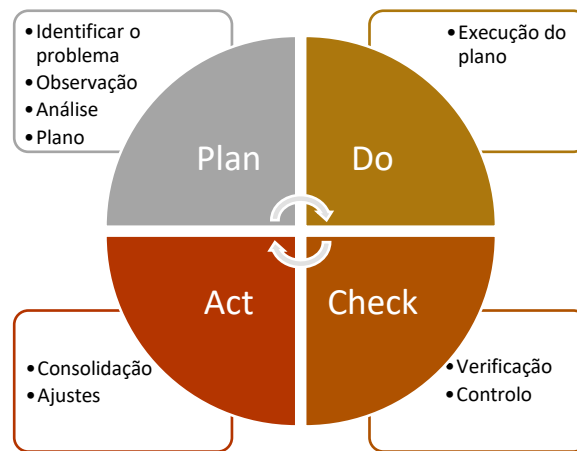 • Identificar o
problema
• Observação
• Análise
• Plano
• Execução do
plano
Plan
Do
Act
Check
• Consolidação
• Ajustes
• Verificação
• Controlo